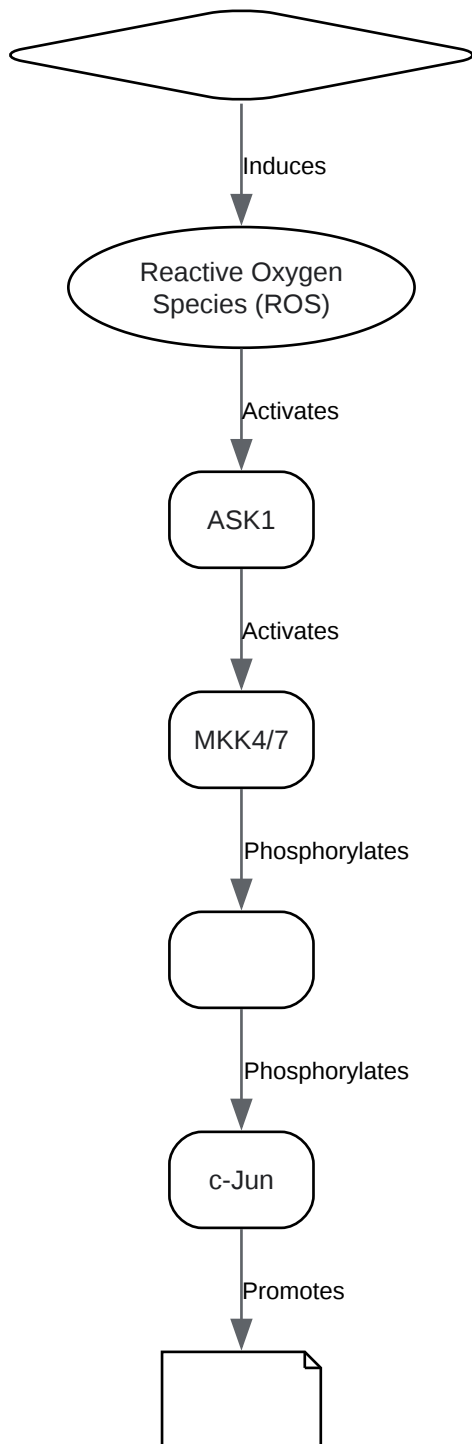 Induces
Reactive Oxygen
Species (ROS)
Activates
ASK1
Activates
MKK4/7
Phosphorylates
Phosphorylates
c-Jun
Promotes